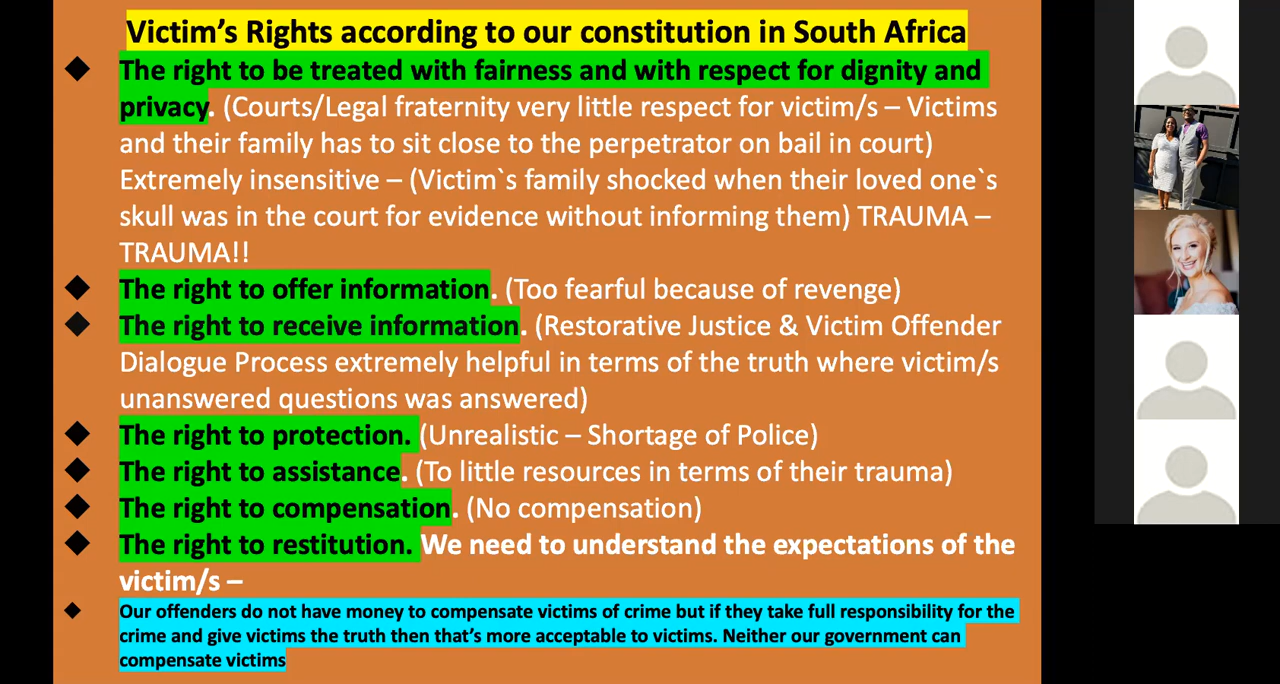 Victim's Rights according to our constitution in South Africa
The right to be treated with fairness and with respect for dignity and
privacy. (Courts/Legal fraternity very little respect for victim/s – Victims
and their family has to sit close to the perpetrator on bail in court)
Extremely insensitive – (Victim`s family shocked when their loved one`s
skull was in the court for evidence without informing them) TRAUMA –
TRAUMA!!
The right to offer information. (Too fearful because of revenge)
The right to receive information. (Restorative Justice & Victim Offender
Dialogue Process extremely helpful in terms of the truth where victim/s
unanswered questions was answered)
The right to protection. (Unrealistic – Shortage of Police)
The right to assistance. (To little resources in terms of their trauma)
The right to compensation. (No compensation)
The right to restitution. We need to understand the expectations of the
victim/s –
Our offenders do not have money to compensate victims of crime but if they take full responsibility for the
crime and give victims the truth then that's more acceptable to victims. Neither our government can
compensate victims